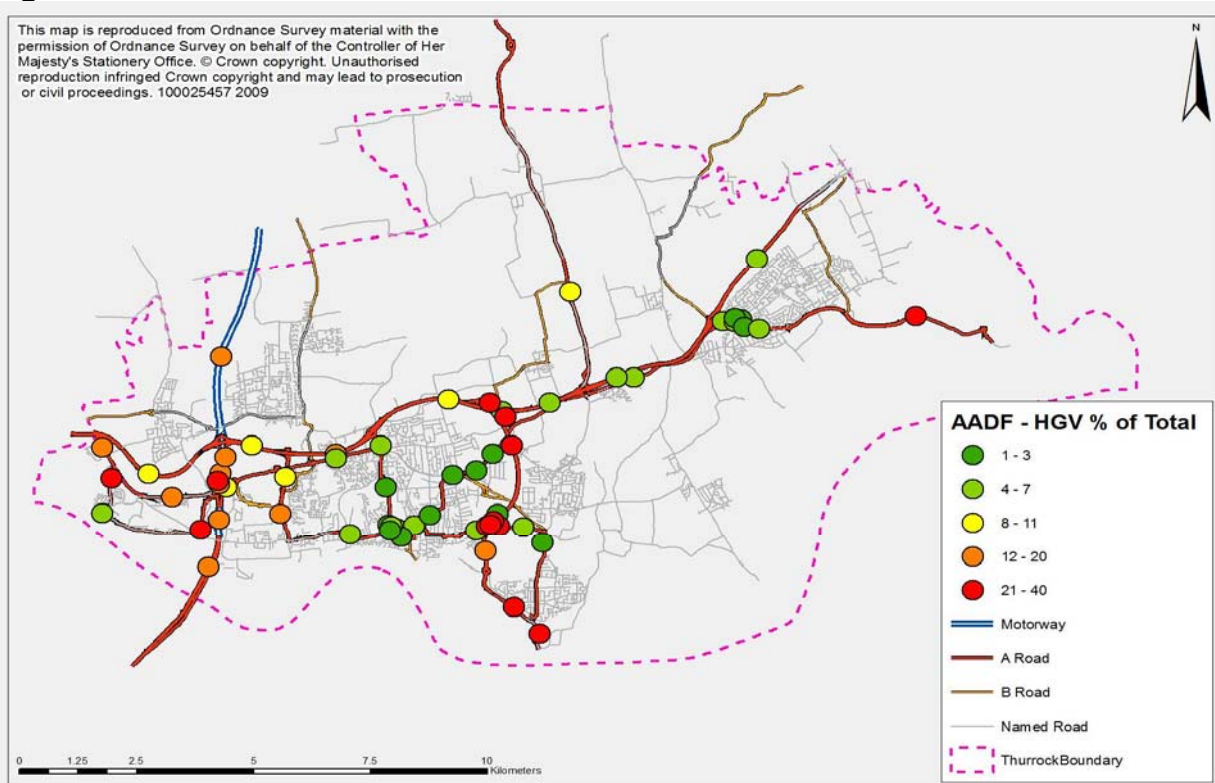 This map is reproduced from Ordnance Survey material with the
permission of Ordnance Survey on behalf of the Controller of Her
Majesty's Stationery Office. © Crown copyright. Unauthorised
reproduction infringed Crown copyright and may lead to prosecution
or civil proceedings. 100025457 2009
N
AADF - HGV % of Total
1 - 3
4 - 7
8 - 11
12 - 20
21 - 40
Motorway
A Road
B Road
Named Road
ThurrockBoundary
0 1.25 2.5 5 7.5 10
Kilometers